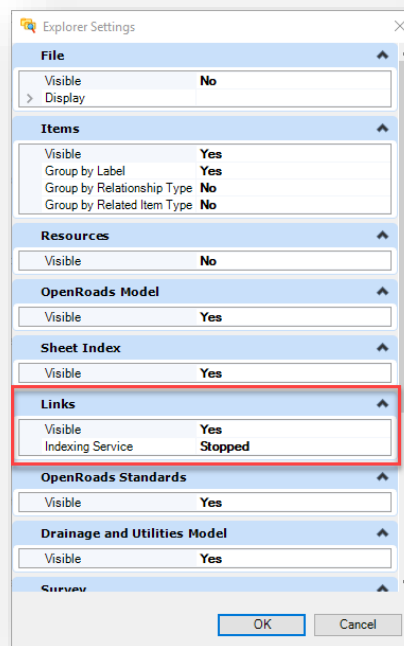 Explorer Settings
File
Visible No
Display
Items
Visible Yes
Group by Label Yes
Group by Relationship Type No
Group by Related Item Type No
Resources
Visible No
OpenRoads Model
Visible Yes
Sheet Index
Visible Yes
Links
Visible Yes
Indexing Service Stopped
OpenRoads Standards
Visible Yes
Drainage and Utilities Model
Visible Yes
Survey
OK Cancel